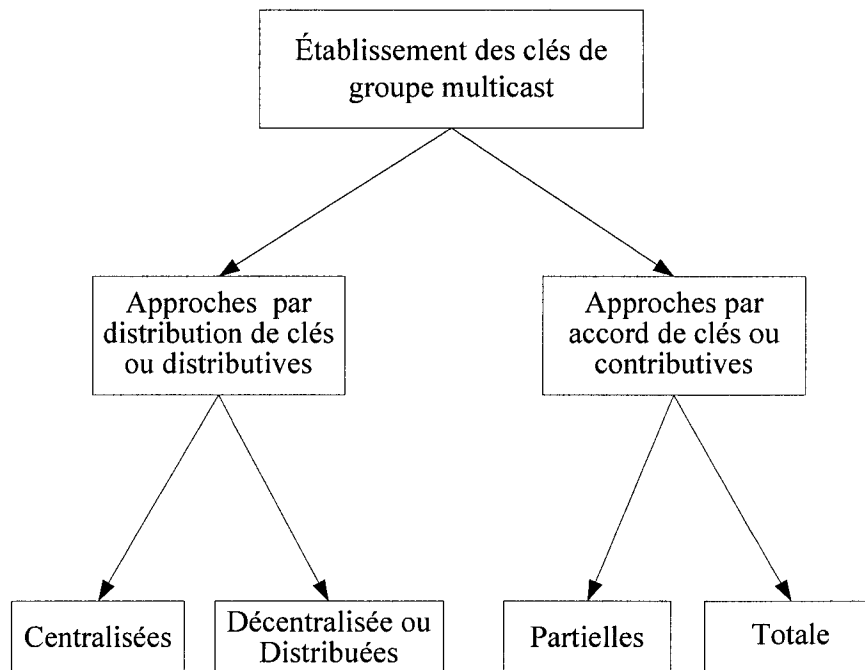 Établissement des clés de
groupe multicast
Approches par
distribution de clés
ou distributives
Approches par
accord de clés ou
contributives
Centralisées
Décentralisée ou
Distribuées
Partielles
Totale